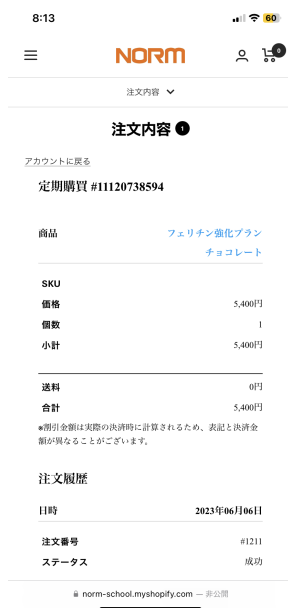 8:13
60
NORM
0
注文内容
注文内容 1
アカウントに戻る
定期購買 #11120738594
商品 フェリチン強化プラン
チョコレート
SKU
価格 5,400円
個数 1
小計 5,400円
送料 0円
合計 5,400円
*割引金額は実際の決済時に計算されるため、表記と決済金
額が異なることがございます。
注文履歴
日時 2023年06月06日
注文番号 #1211
ステータス 成功
norm-school.myshopify.com — 非公開